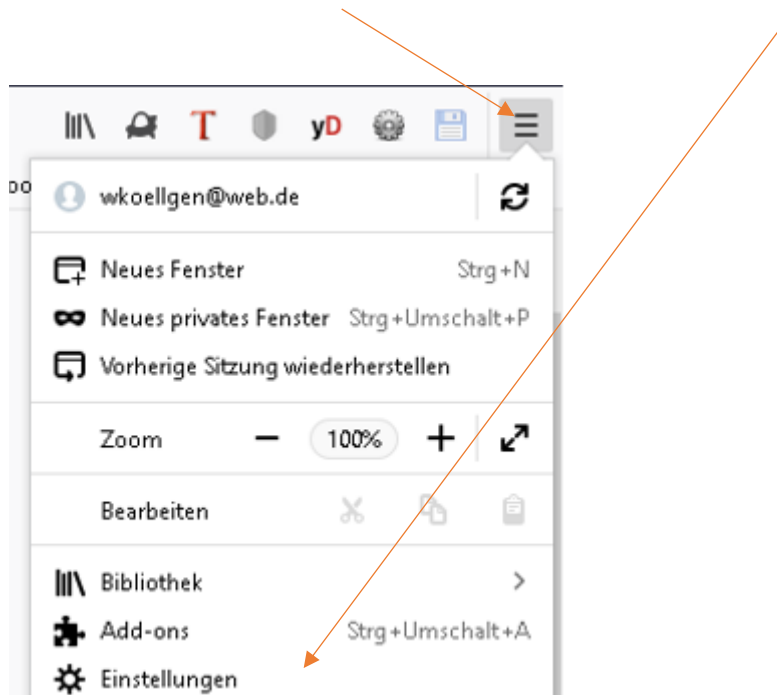 T yD
oo
wkoellgen@web.de
Neues Fenster Strg+N
Neues privates Fenster Strg+Umschalt+P
Vorherige Sitzung wiederherstellen
Zoom 100%
Bearbeiten
Bibliothek
Add-ons Strg+Umschalt+A
Einstellungen